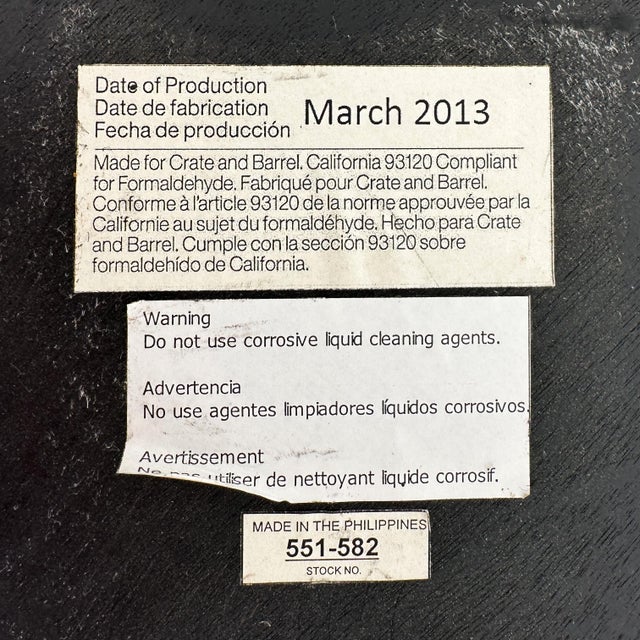 Date of Production
Date de fabrication
Fecha de producción
March 2013
Made for Crate and Barrel. California 93120 Compliant
for Formaldehyde. Fabriqué pour Crate and Barrel.
Conforme à l'article 93120 de la norme approuvée par la
Californie au sujet du formaldéhyde. Hecho para Crate
and Barrel. Cumple con la sección 93120 sobre
formaldehído de California.
Warning
Do not use corrosive liquid cleaning agents.
Advertencia
No use agentes limpiadores líquidos corrosivos.
Avertissement
Ne pas utiliser de nettoyant liquide corrosif.
MADE IN THE PHILIPPINES
551-582
STOCK NO.